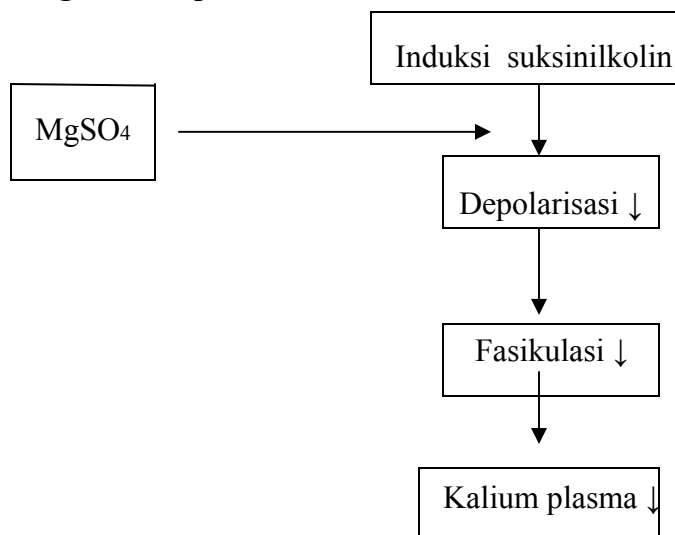 Induksi suksinilkolin
MgSO4
Depolarisasi ↓
Fasikulasi ↓
Kalium plasma ↓